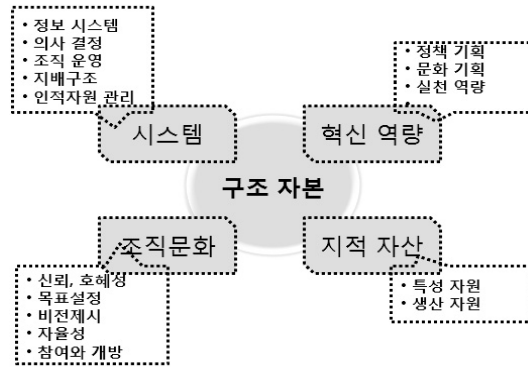 • 정보 시스템
• 의사 결정
• 조직 운영
• 지배구조
• 인적자원 관리
• 정책 기획
• 문화 기획
• 실천 역량
시스템
혁신 역량
구조 자본
조직문화
지적 자산
• 신뢰, 호혜성
• 목표설정
• 비전제시
• 자율성
• 참여와 개방
• 특성 자원
• 생산 자원